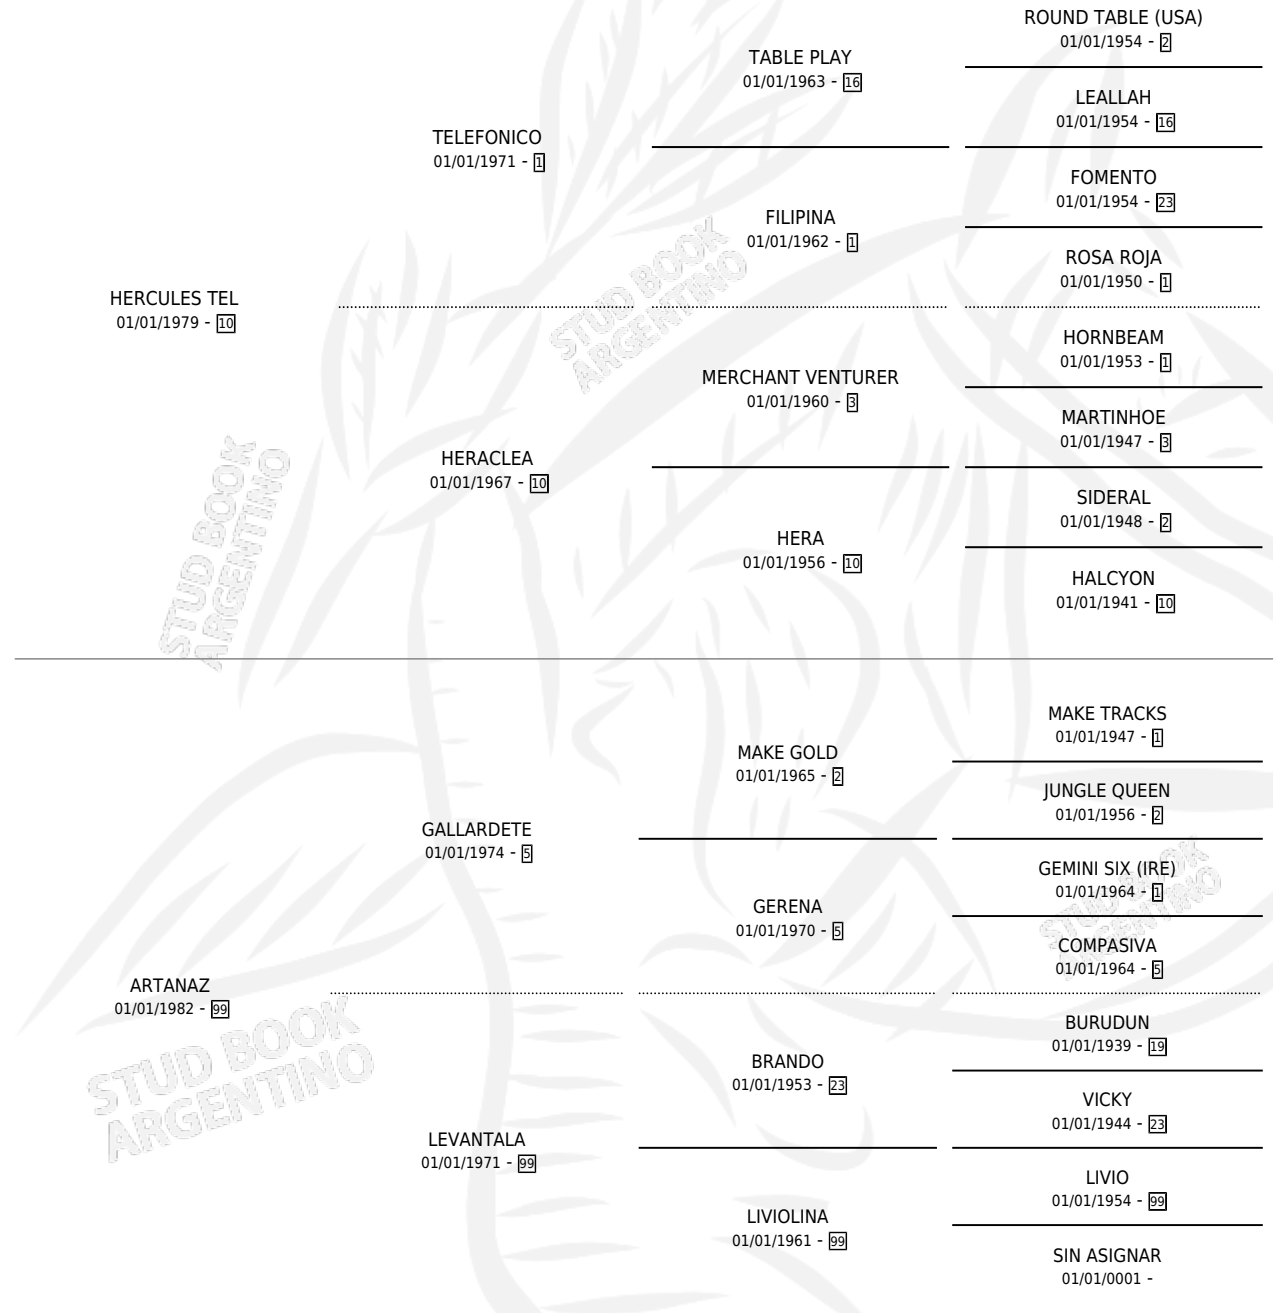 ROUND TABLE (USA)
01/01/1954 - 2
TABLE PLAY
01/01/1963 - 16
LEALLAH
01/01/1954 - 16
TELEFONICO
01/01/1971 - 1
FOMENTO
01/01/1954 - 23
FILIPINA
01/01/1962 - 1
ROSA ROJA
01/01/1950 - 1
HERCULES TEL
01/01/1979 - 10
HORNBEAM
01/01/1953 - 1
MERCHANT VENTURER
01/01/1960 - 3
MARTINHOE
01/01/1947 - 3
HERACLEA
01/01/1967 - 10
SIDERAL
01/01/1948 - 2
HERA
01/01/1956 - 10
HALCYON
01/01/1941 - 10
STUD BOOK
ARGENTINO
STUD BOOK
ARGENTINO
MAKE TRACKS
01/01/1947 - 1
MAKE GOLD
01/01/1965 - 2
JUNGLE QUEEN
01/01/1956 - 2
GALLARDETE
01/01/1974 - 5
GEMINI SIX (IRE)
01/01/1964 - 1
GERENA
01/01/1970 - 5
COMPASIVA
01/01/1964 - 5
STUD BOOK
ARGENTINO
ARTANAZ
01/01/1982 - 99
BURUDUN
01/01/1939 - 19
BRANDO
01/01/1953 - 23
VICKY
01/01/1944 - 23
STUD BOOK
ARGENTINO
LEVANTALA
01/01/1971 - 99
LIVIO
01/01/1954 - 99
LIVIOLINA
01/01/1961 - 99
SIN ASIGNAR
01/01/0001 -